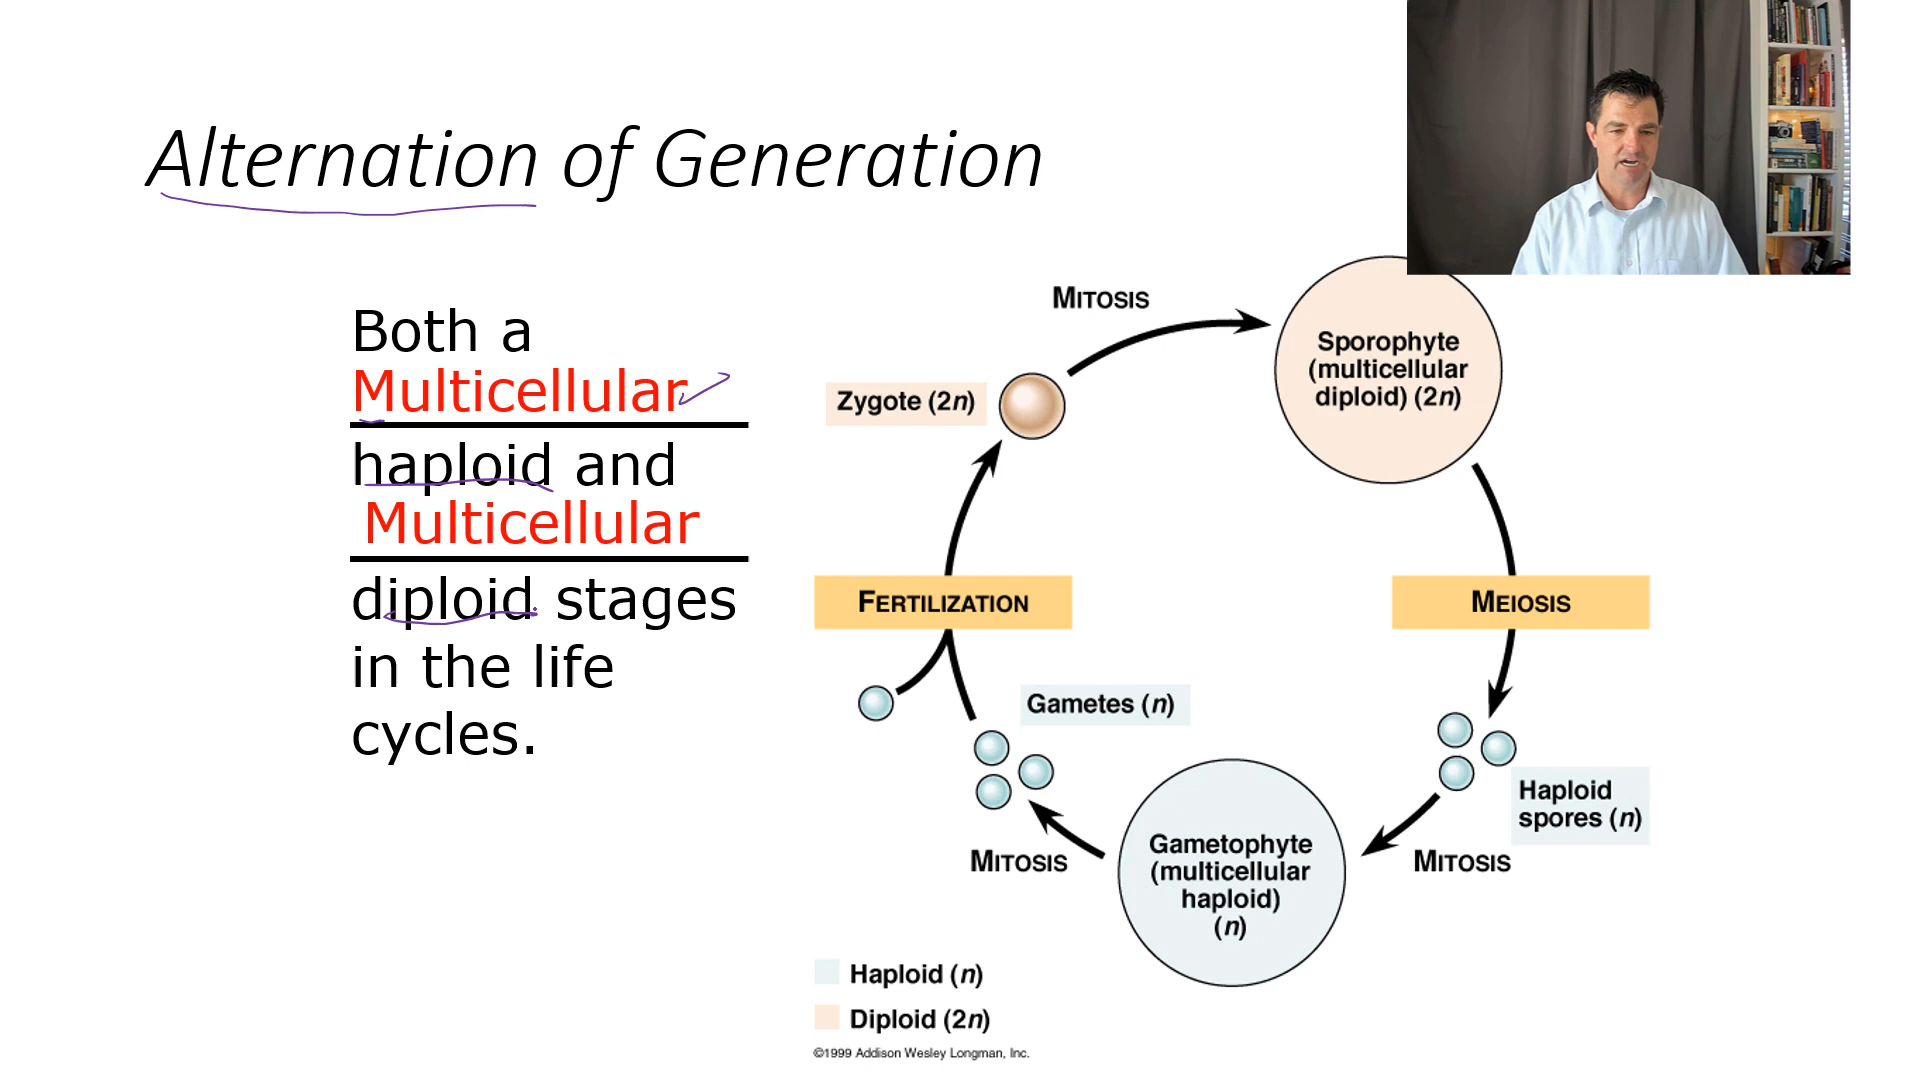 Alternation of Generation
Both a
Multicellular
haploid and
Multicellular
diploid stages
in the life
cycles.
MITOSIS
Sporophyte
(multicellular
diploid) (2n)
Zygote (2n)
FERTILIZATION
MEIOSIS
Gametes (n)
Haploid
spores (n)
MITOSIS
Gametophyte
(multicellular
haploid)
(n)
MITOSIS
Haploid (n)
Diploid (2n)
©1999 Addison Wesley Longman, Inc.